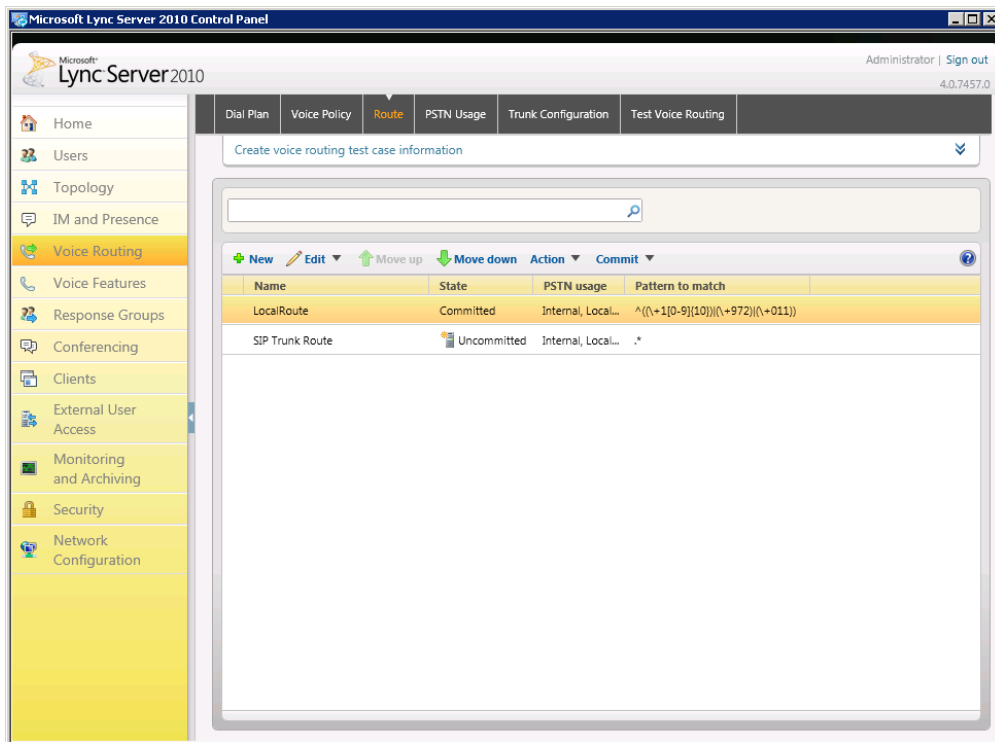 Microsoft Lync Server 2010 Control Panel
Microsoft®
Lync Server 2010
Administrator | Sign out
4.0.7457.0
Home
Users
Topology
IM and Presence
Voice Routing
Voice Features
Response Groups
Conferencing
Clients
External User
Access
Monitoring
and Archiving
Security
Network
Configuration
Dial Plan Voice Policy Route PSTN Usage Trunk Configuration Test Voice Routing
Create voice routing test case information
New Edit Move up Move down Action Commit
Name State PSTN usage Pattern to match
LocalRoute Committed Internal, Local... ^((\+1[0-9]{10})|(\+972)|(\+011))
SIP Trunk Route Uncommitted Internal, Local... .*